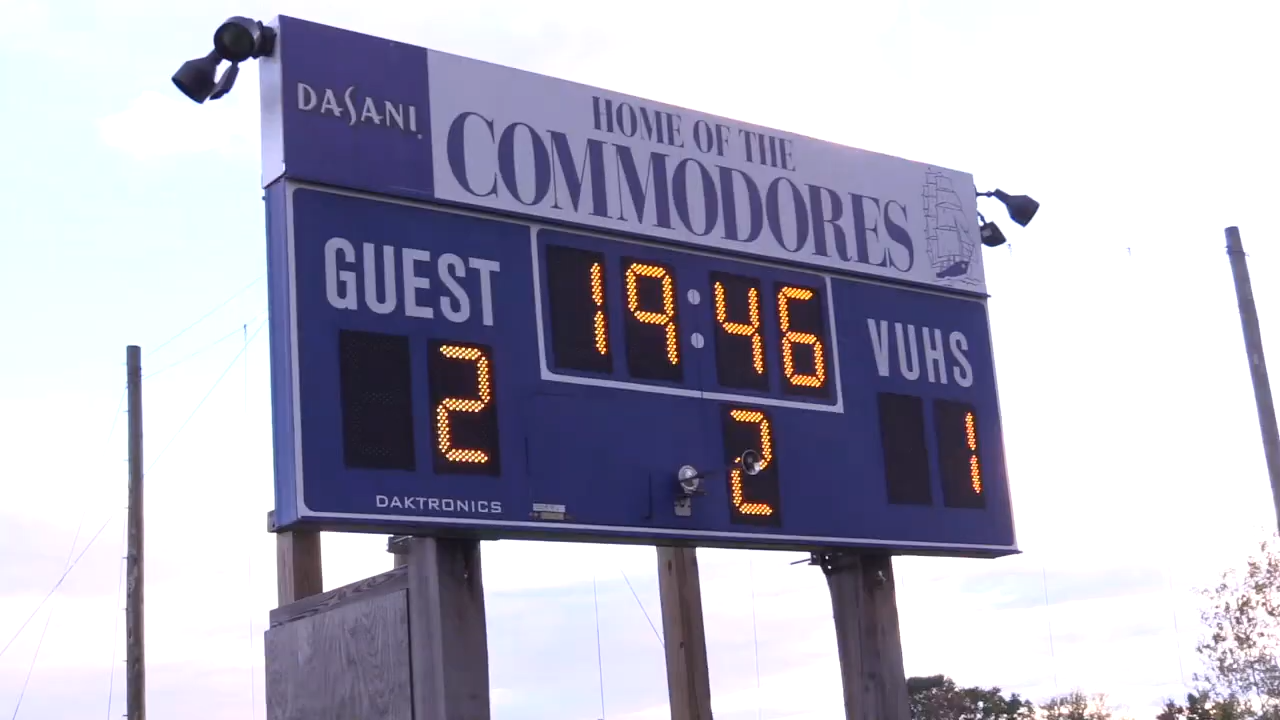 DASANI
HOME OF THE
COMMODORES
GUEST
19:46
VUHS
2
2
1
DAKTRONICS